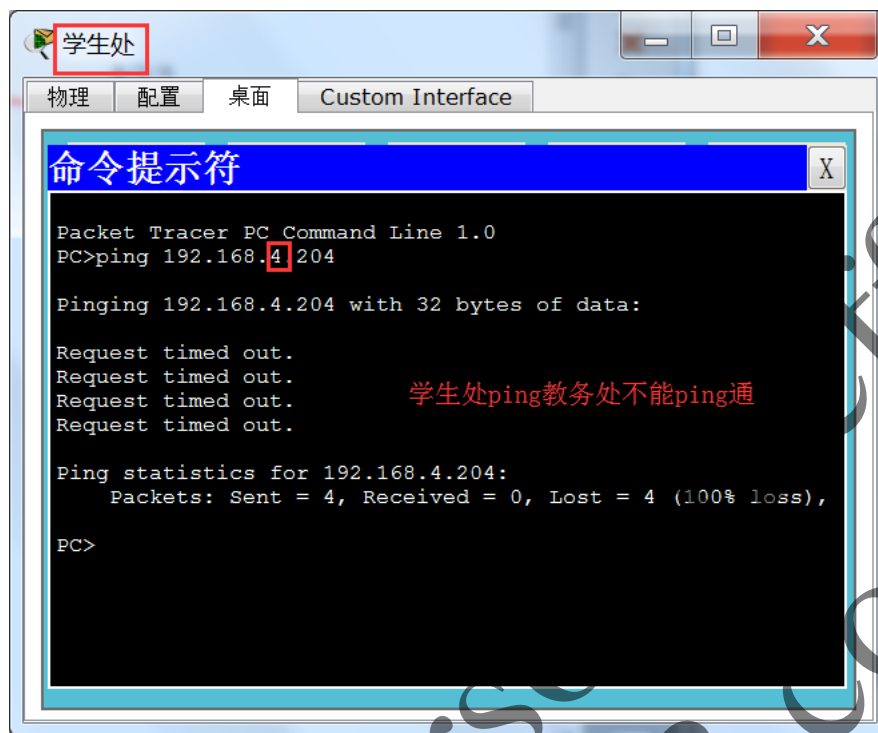 学生处
X
物理 配置 桌面 Custom Interface
命令提示符
X
Packet Tracer PC Command Line 1.0
PC>ping 192.168.4.204
Pinging 192.168.4.204 with 32 bytes of data:
Request timed out.
Request timed out.
Request timed out.
Request timed out.
学生处ping教务处不能ping通
Ping statistics for 192.168.4.204:
Packets: Sent = 4, Received = 0, Lost = 4 (100% loss),
PC>